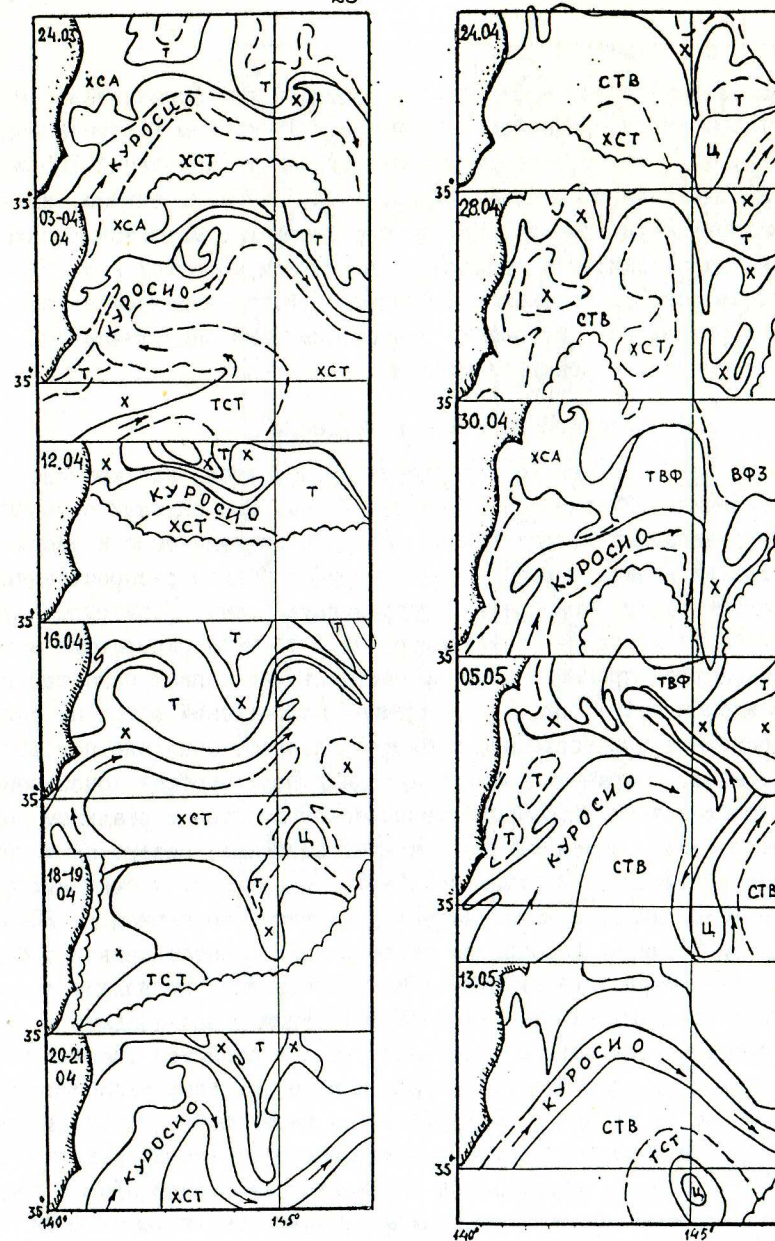 24.03
Т
ХСА
Т
Х
КУРОСИО
ХСТ
35°
03-04
04
ХСА
Т
КУРОСИО
Т
ХСТ
35°
Х
ТСТ
12.04
Х
Х
Т
Х
КУРОСИО
Т
ХСТ
35°
16.04
Т
Т
Т
Х
Х
Х
35°
ХСТ
Ц
18-19
04
Т
Х
Х
ТСТ
35°
20-21
04
Х
Т
Х
КУРОСИО
ХСТ
35°
140°
145°
24.04
Х
СТВ
Т
ХСТ
Ц
35°
28.04
Х
Х
Т
Х
Х
СТВ
ХСТ
Х
35°
30.04
ХСА
ТВФ
ВФЗ
КУРОСИО
Х
35°
05.05
ТВФ
Т
Х
Х
Х
Т
Т
КУРОСИО
СТВ
СТВ
35°
Ц
13.05
КУРОСИО
СТВ
ТСТ
35°
Ц
140°
145°